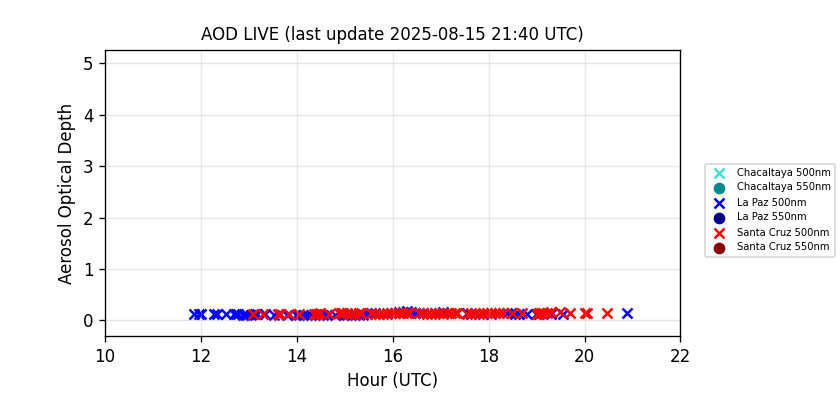 AOD LIVE (last update 2025-08-15 21:40 UTC)
5
4
3
2
1
0
Aerosol Optical Depth
10 12 14 16 18 20 22
Hour (UTC)
Chacaltaya 500nm
Chacaltaya 550nm
La Paz 500nm
La Paz 550nm
Santa Cruz 500nm
Santa Cruz 550nm